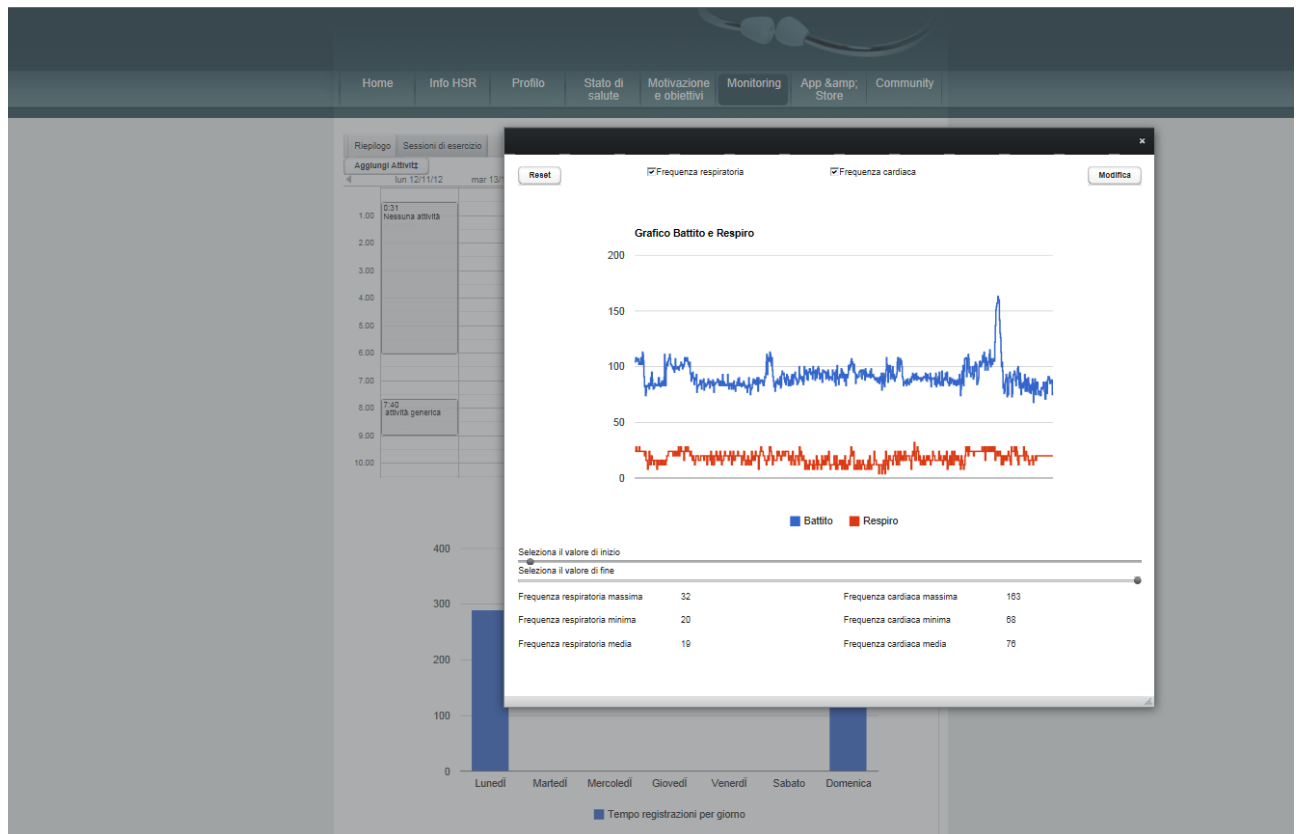 Home
Info HSR
Profilo
Stato di
salute
Motivazione
e obiettivi
Monitoring
App &amp;
Store
Community
Riepilogo
Sessioni di esercizio
Aggiungi Attivit‡
lun 12/11/12
mar 13/1
1.00
2.00
3.00
4.00
5.00
6.00
7.00
8.00
9.00
10.00
0:31
Nessuna attività
7:40
attività generica
×
Reset
Frequenza respiratoria
Frequenza cardiaca
Modifica
Grafico Battito e Respiro
200
150
100
50
0
Battito
Respiro
Seleziona il valore di inizio
Seleziona il valore di fine
Frequenza respiratoria massima 32 Frequenza cardiaca massima 163
Frequenza respiratoria minima 20 Frequenza cardiaca minima 68
Frequenza respiratoria media 19 Frequenza cardiaca media 76
400
300
200
100
0
Martedì
Mercoledì
Giovedì
Venerdì
Sabato
Domenica
Lunedì
Tempo registrazioni per giorno